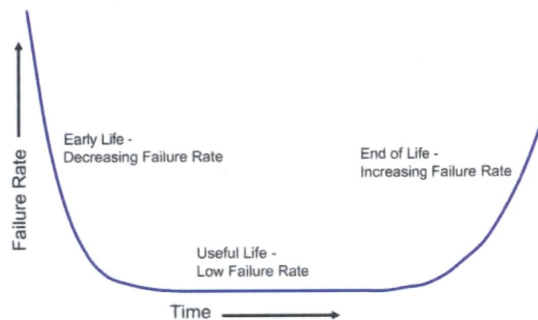 Failure Rate
Early Life -
Decreasing Failure Rate
End of Life -
Increasing Failure Rate
Useful Life -
Low Failure Rate
Time